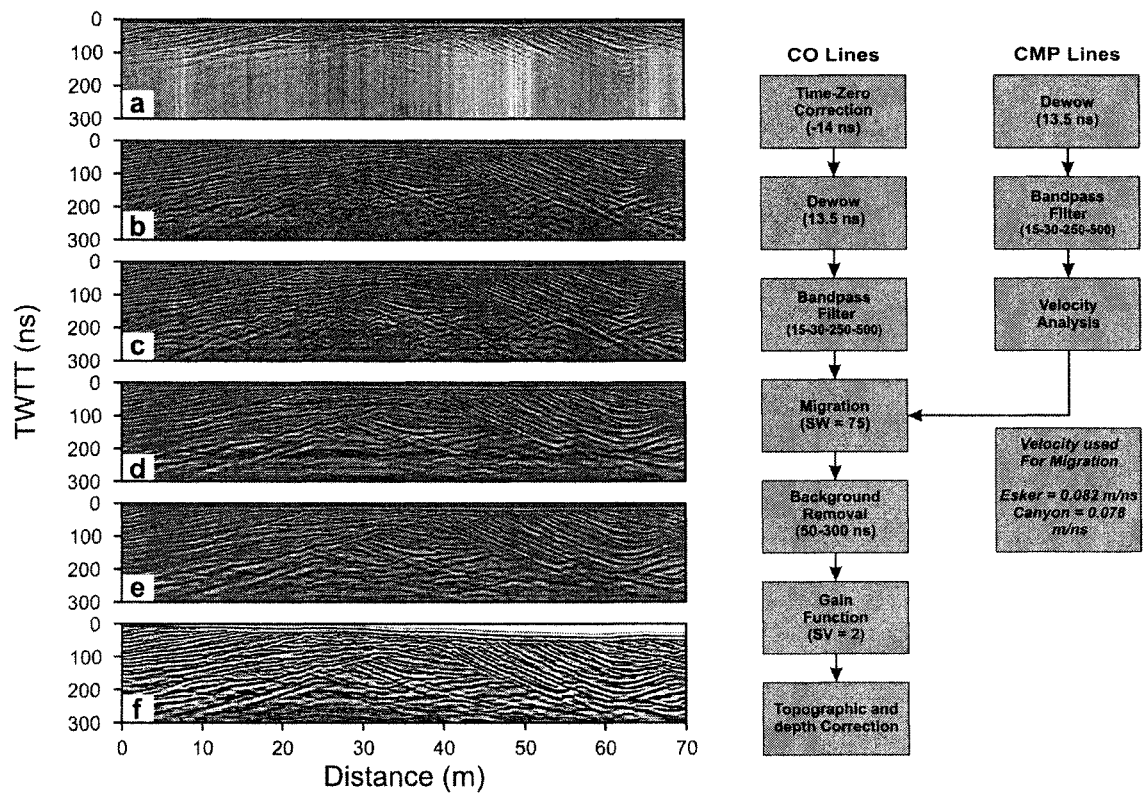 0
100
200
300
a
0
100
200
300
b
0
100
200
300
c
0
100
200
300
d
0
100
200
300
e
0
100
200
300
f
TWTT (ns)
0 10 20 30 40 50 60 70
Distance (m)
CO Lines
Time-Zero
Correction
(-14 ns)
Dewow
(13.5 ns)
Bandpass
Filter
(15-30-250-500)
Migration
(SW = 75)
Background
Removal
(50-300 ns)
Gain
Function
(SV = 2)
Topographic and
depth Correction
CMP Lines
Dewow
(13.5 ns)
Bandpass
Filter
(15-30-250-500)
Velocity
Analysis
Velocity used
For Migration
Esker = 0.082 m/ns
Canyon = 0.078
m/ns